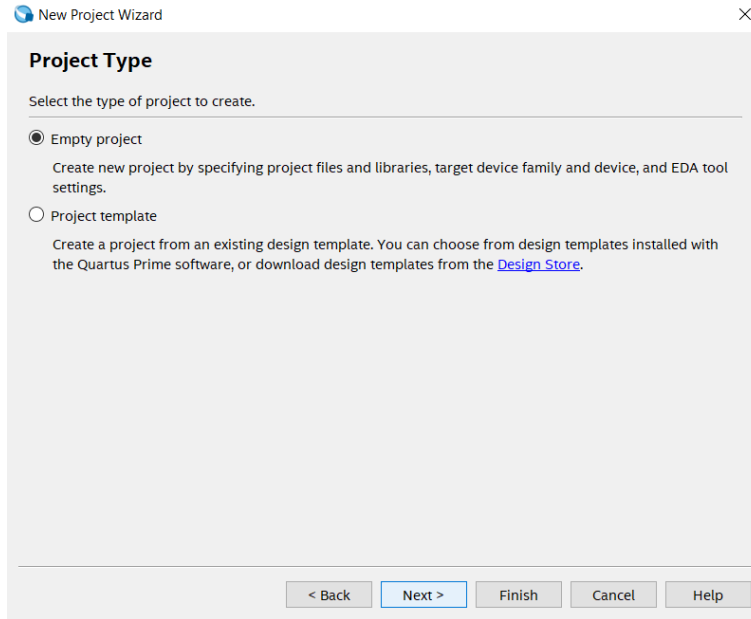 New Project Wizard
Project Type
Select the type of project to create.
Empty project
Create new project by specifying project files and libraries, target device family and device, and EDA tool
settings.
Project template
Create a project from an existing design template. You can choose from design templates installed with
the Quartus Prime software, or download design templates from the Design Store.
< Back Next > Finish Cancel Help